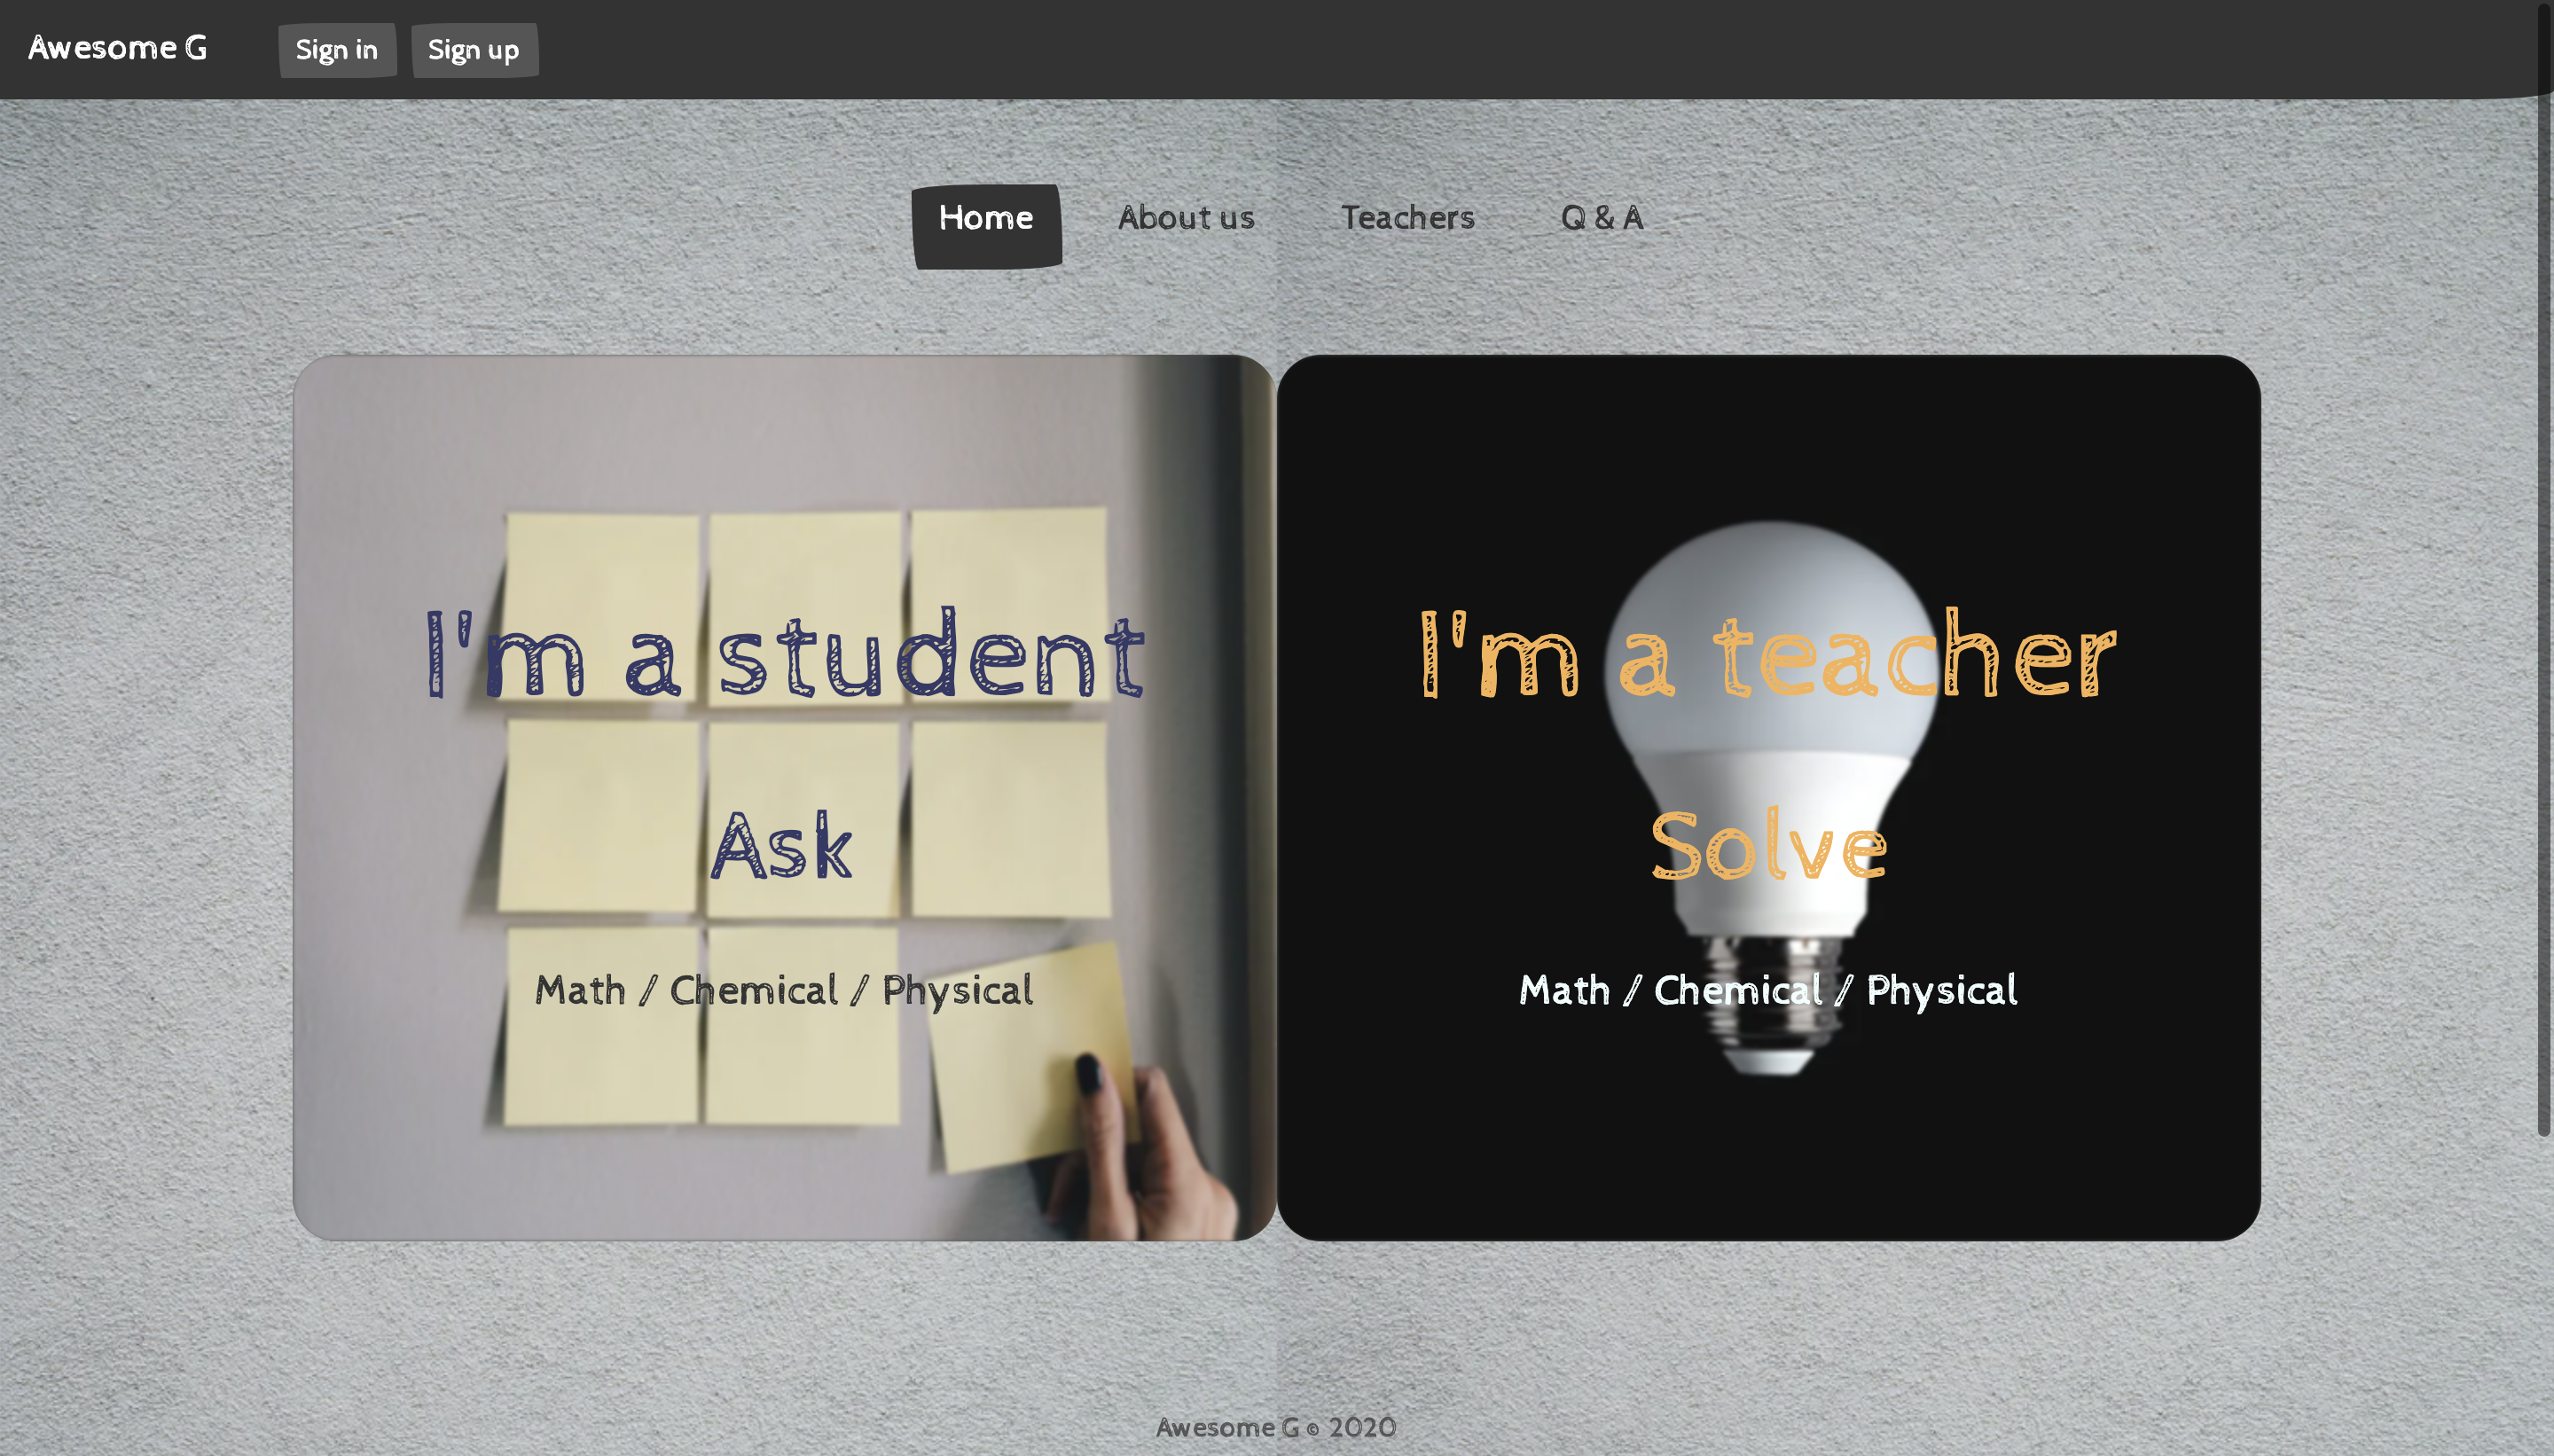 Awesome G Sign in Sign up
Home About us Teachers Q & A
I'm a student
Ask
Math / Chemical / Physical
I'm a teacher
Solve
Math / Chemical / Physical
Awesome G © 2020